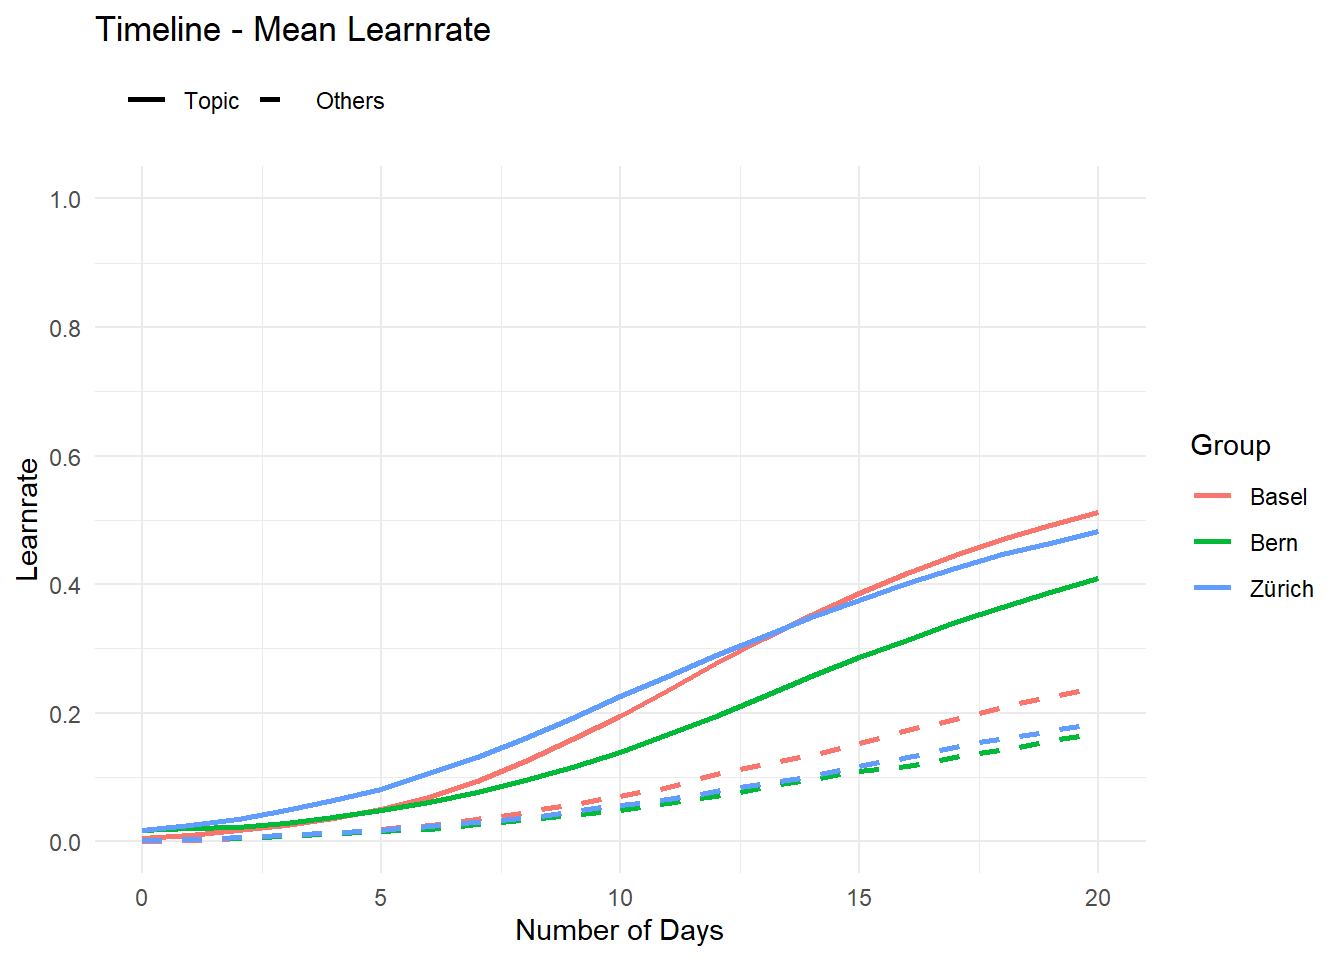 Timeline - Mean Learnrate
Topic Others
1.0
0.8
0.6
0.4
0.2
0.0
Learnrate
0 5 10 15 20
Number of Days
Group
Basel
Bern
Zürich